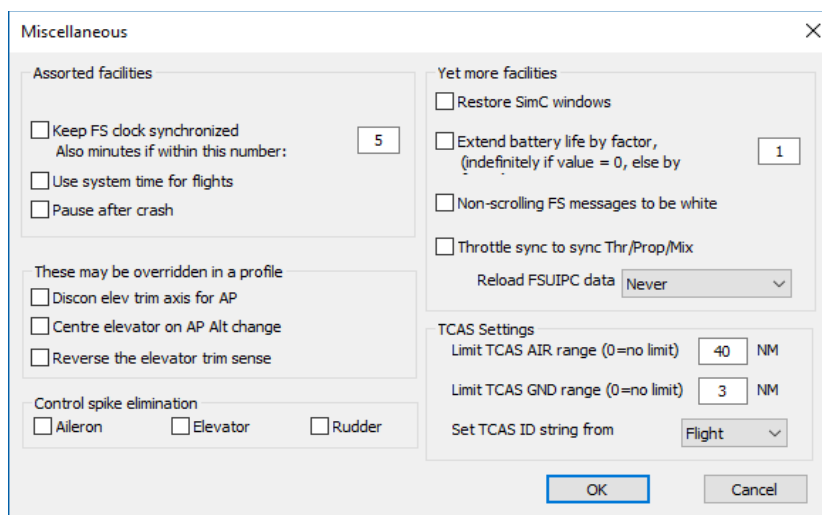 Miscellaneous
Assorted facilities
Keep FS clock synchronized
Also minutes if within this number:
5
Use system time for flights
Pause after crash
These may be overridden in a profile
Discon elev trim axis for AP
Centre elevator on AP Alt change
Reverse the elevator trim sense
Control spike elimination
Aileron
Elevator
Rudder
Yet more facilities
Restore SimC windows
Extend battery life by factor,
(indefinitely if value = 0, else by
1
Non-scrolling FS messages to be white
Throttle sync to sync Thr/Prop/Mix
Reload FSUIPC data
Never
TCAS Settings
Limit TCAS AIR range (0=no limit)
40
NM
Limit TCAS GND range (0=no limit)
3
NM
Set TCAS ID string from
Flight
OK
Cancel